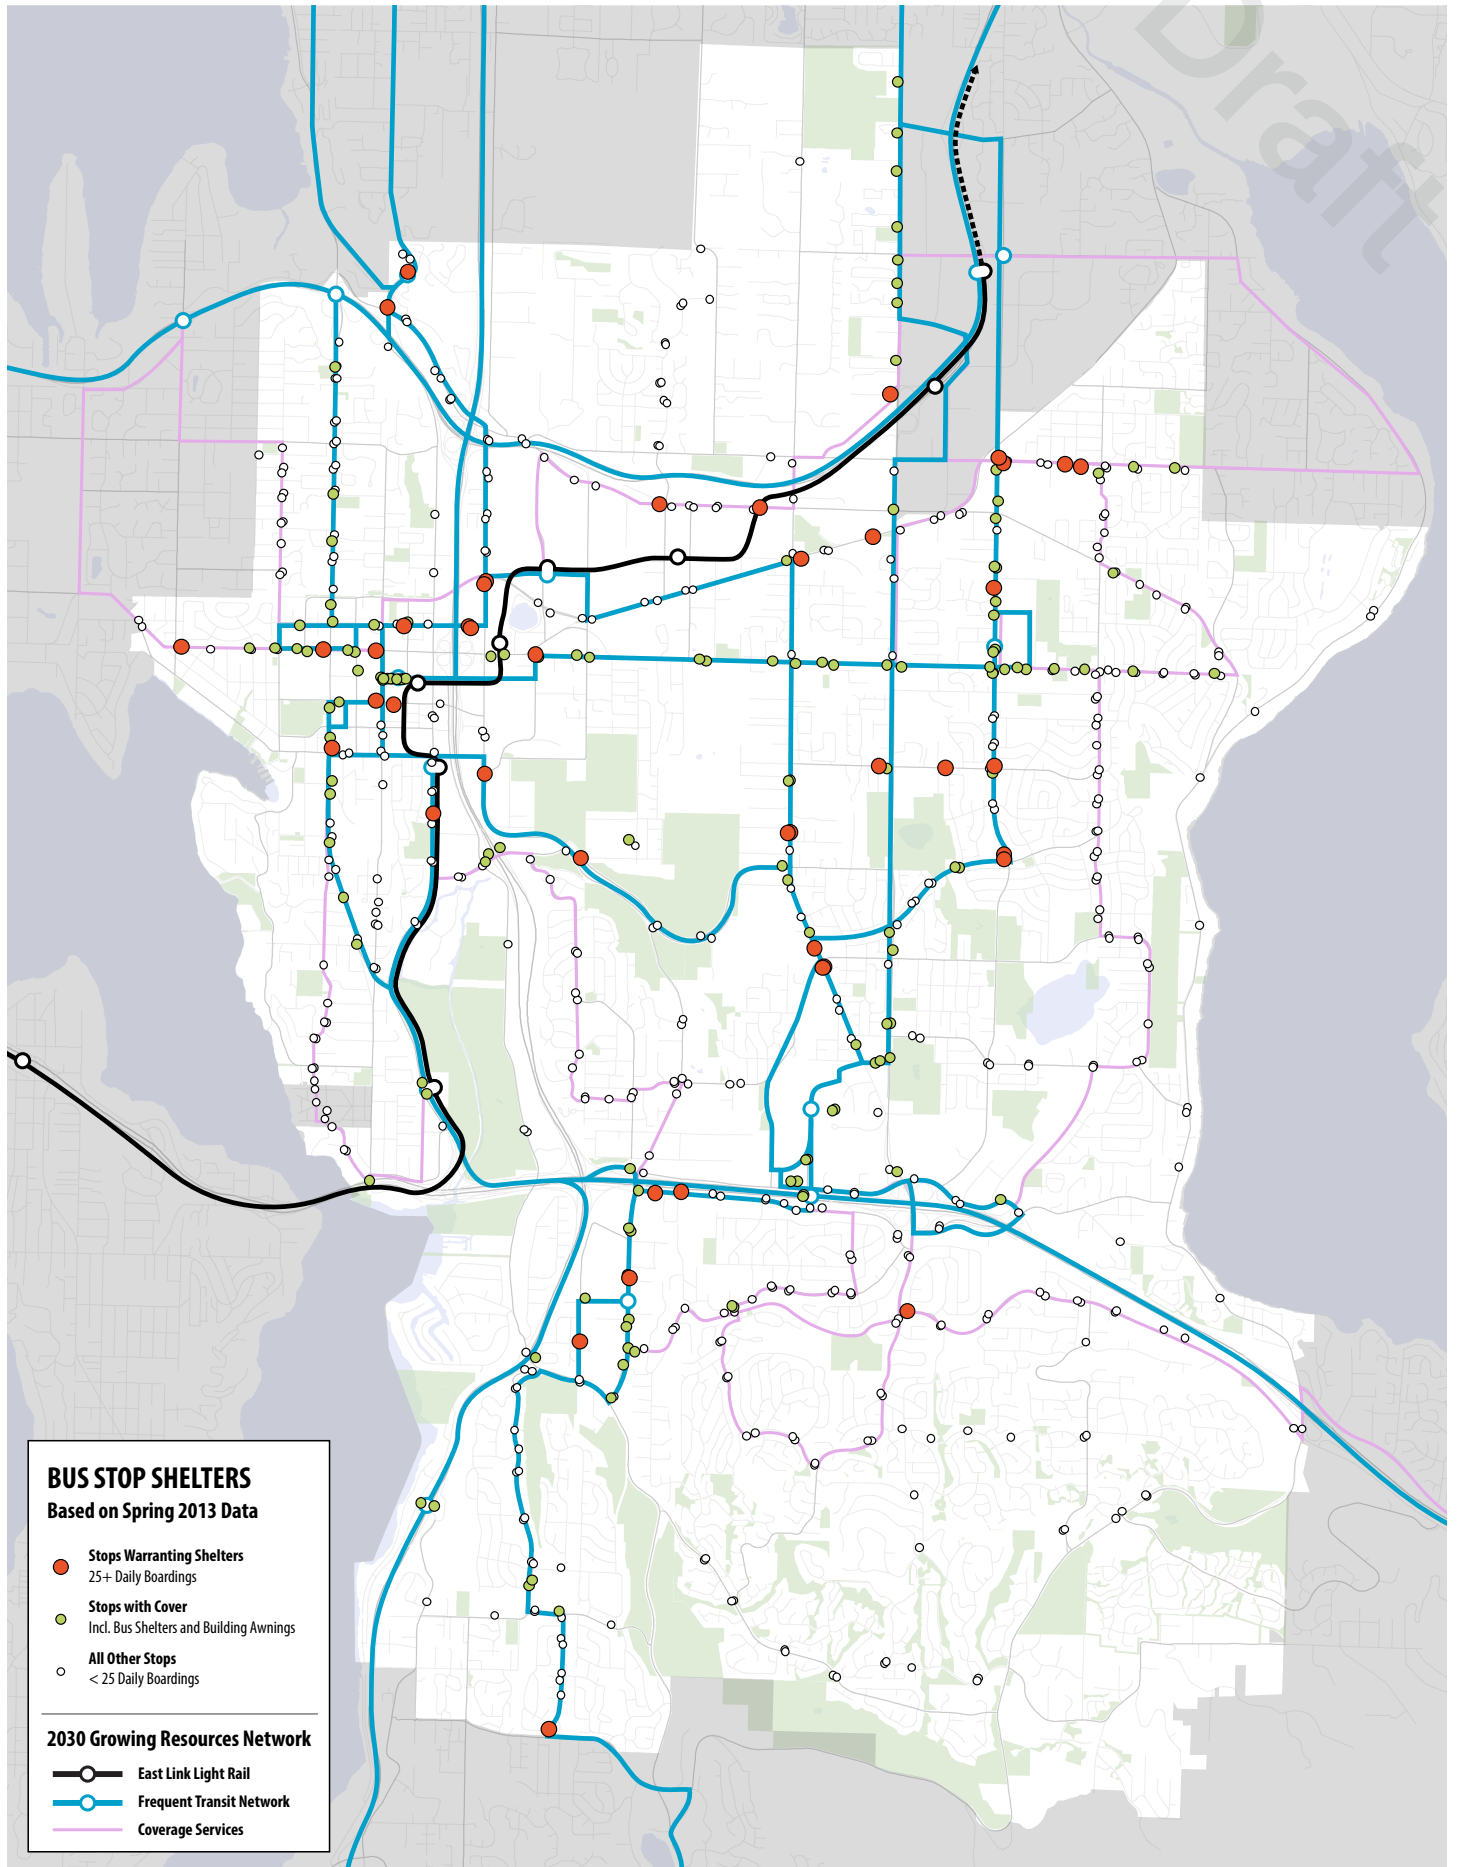 Draft
BUS STOP SHELTERS
Based on Spring 2013 Data
Stops Warranting Shelters
25+ Daily Boardings
Stops with Cover
Incl. Bus Shelters and Building Awnings
All Other Stops
< 25 Daily Boardings
2030 Growing Resources Network
East Link Light Rail
Frequent Transit Network
Coverage Services